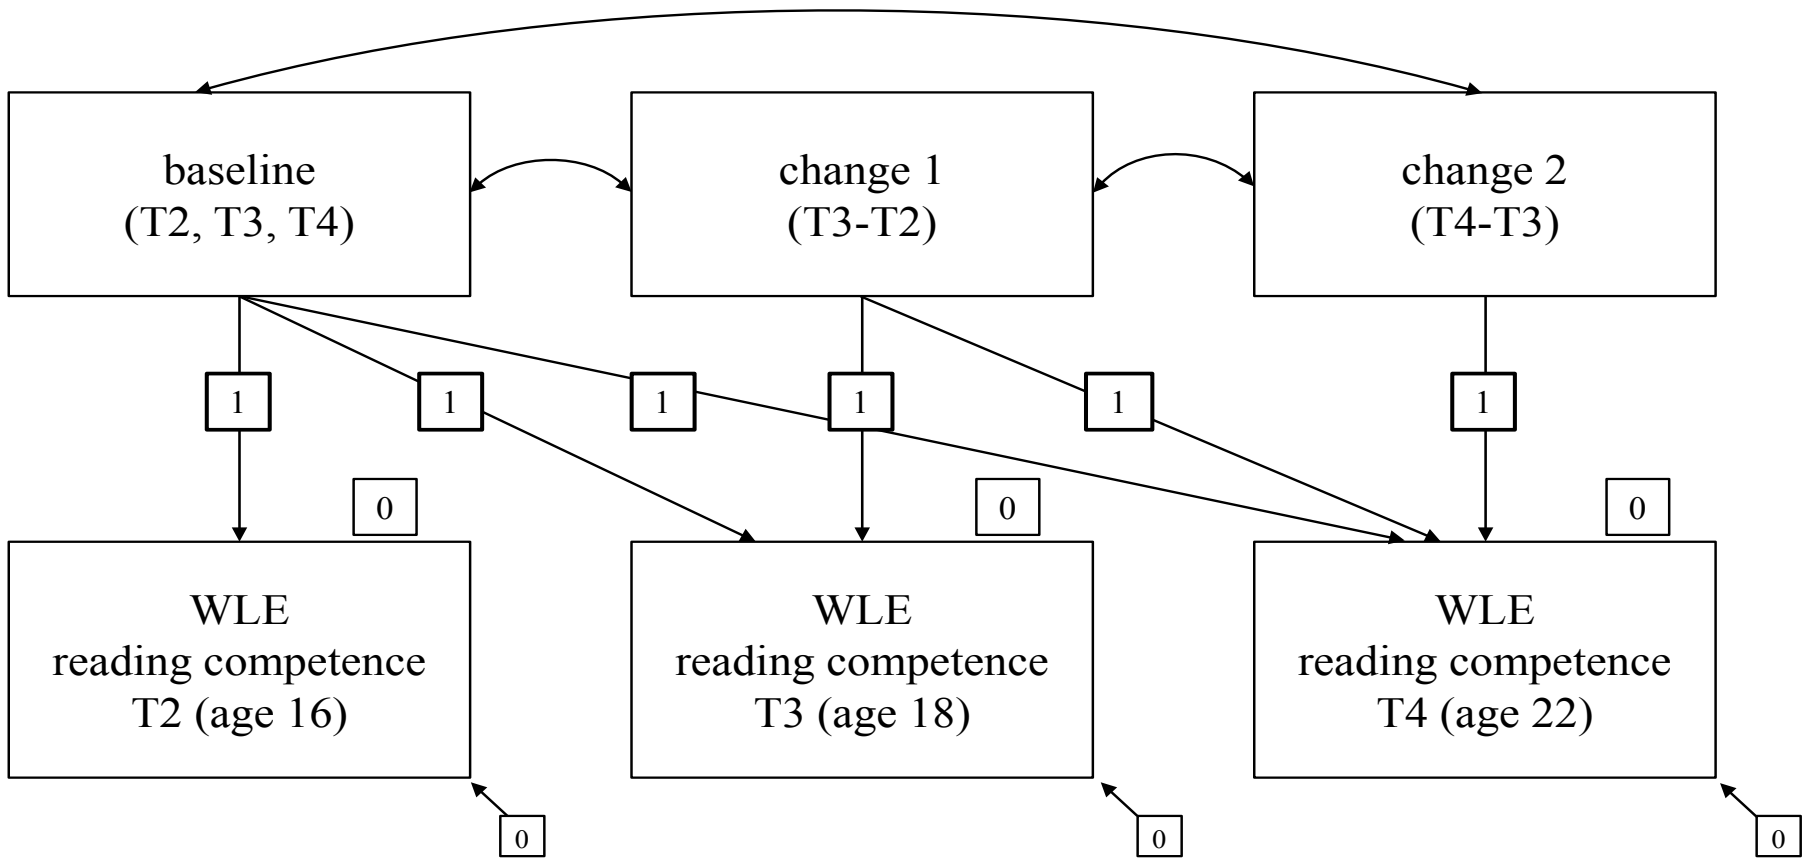 baseline
(T2, T3, T4)
change 1
(T3-T2)
change 2
(T4-T3)
1
1
1
1
1
1
0
0
0
WLE
reading competence
T2 (age 16)
WLE
reading competence
T3 (age 18)
WLE
reading competence
T4 (age 22)
0
0
0